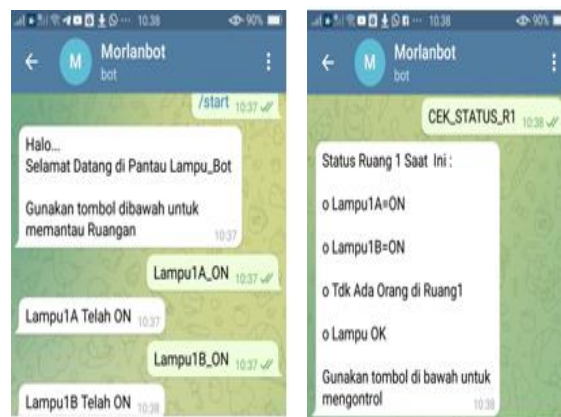 10:38
90%
M
Morlanbot
bot
/start 10:37
Halo...
Selamat Datang di Pantau Lampu_Bot
Gunakan tombol dibawah untuk
memantau Ruangan
10:37
Lampu1A_ON 10:37
Lampu1A Telah ON 10:37
Lampu1B_ON 10:37
Lampu1B Telah ON 10:38
10:38
90%
M
Morlanbot
bot
CEK_STATUS_R1 10:38
Status Ruang 1 Saat Ini :
o Lampu1A=ON
o Lampu1B=ON
o Tdk Ada Orang di Ruang1
o Lampu OK
Gunakan tombol di bawah untuk
mengontrol
10:38